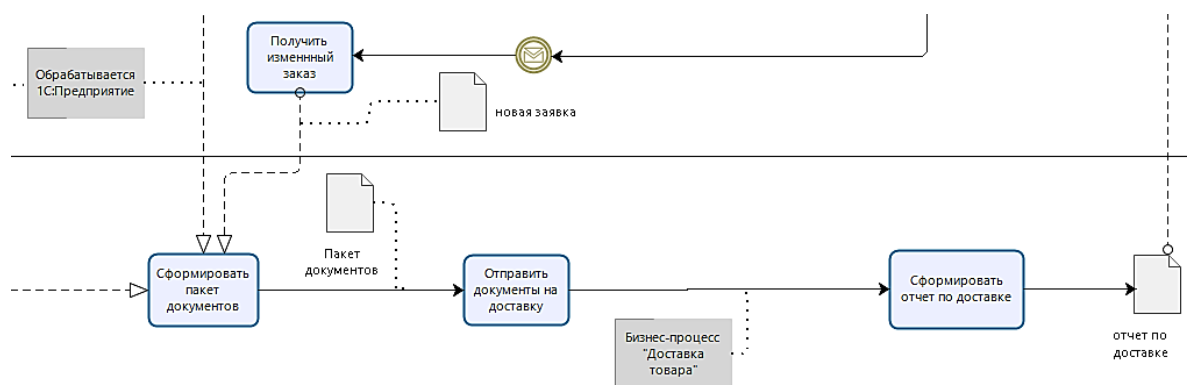 Получить
изменнный
заказ
Обрабатывается
1С:Предприятие
новая заявка
Пакет
документов
Сформировать
пакет
документов
Отправить
документы на
доставку
Сформировать
отчет по доставке
Бизнес-процесс
"Доставка
товара"
отчет по
доставке